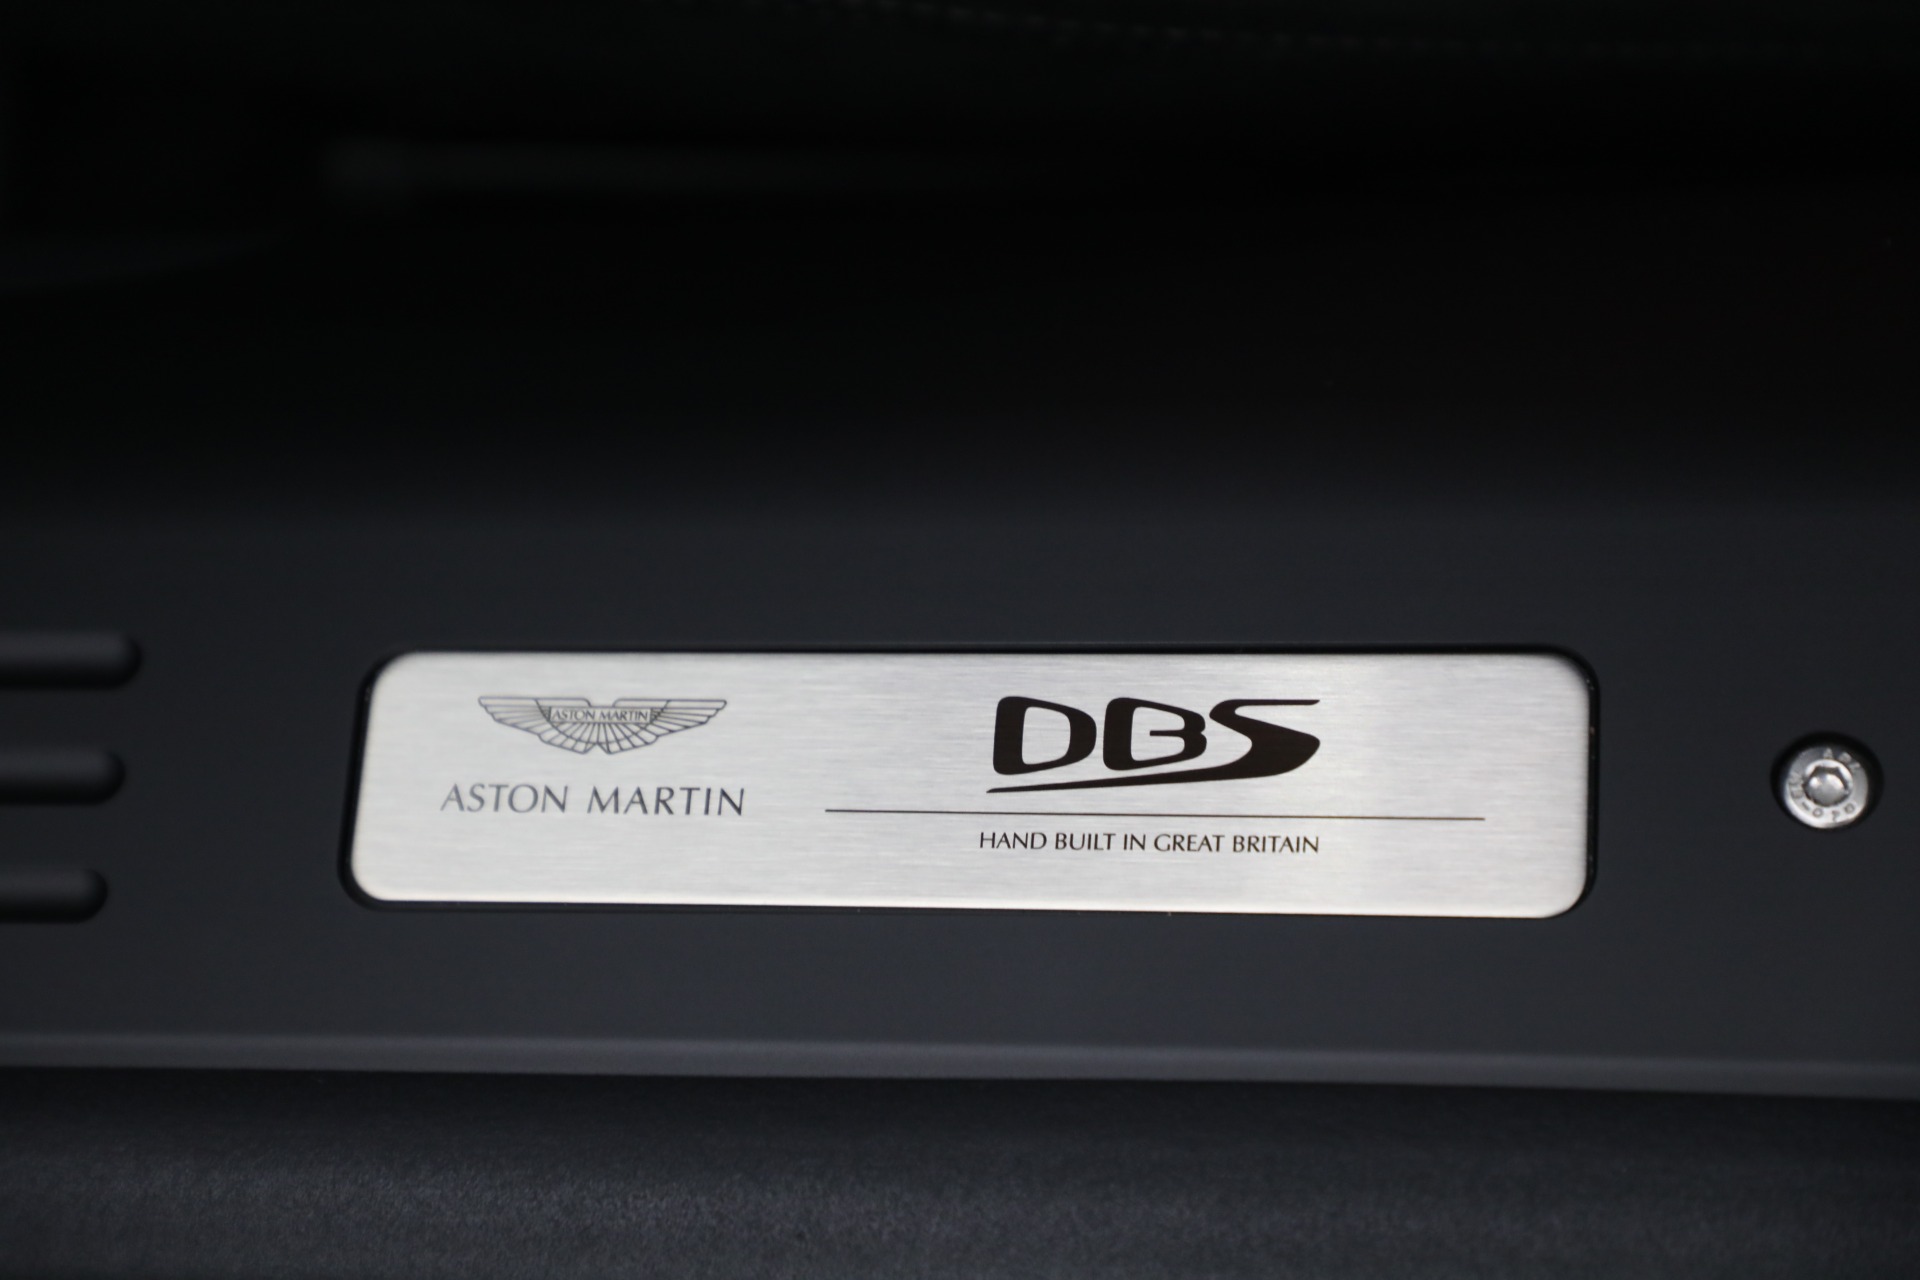 ASTON MARTIN
ASTON MARTIN
DBS
HAND BUILT IN GREAT BRITAIN